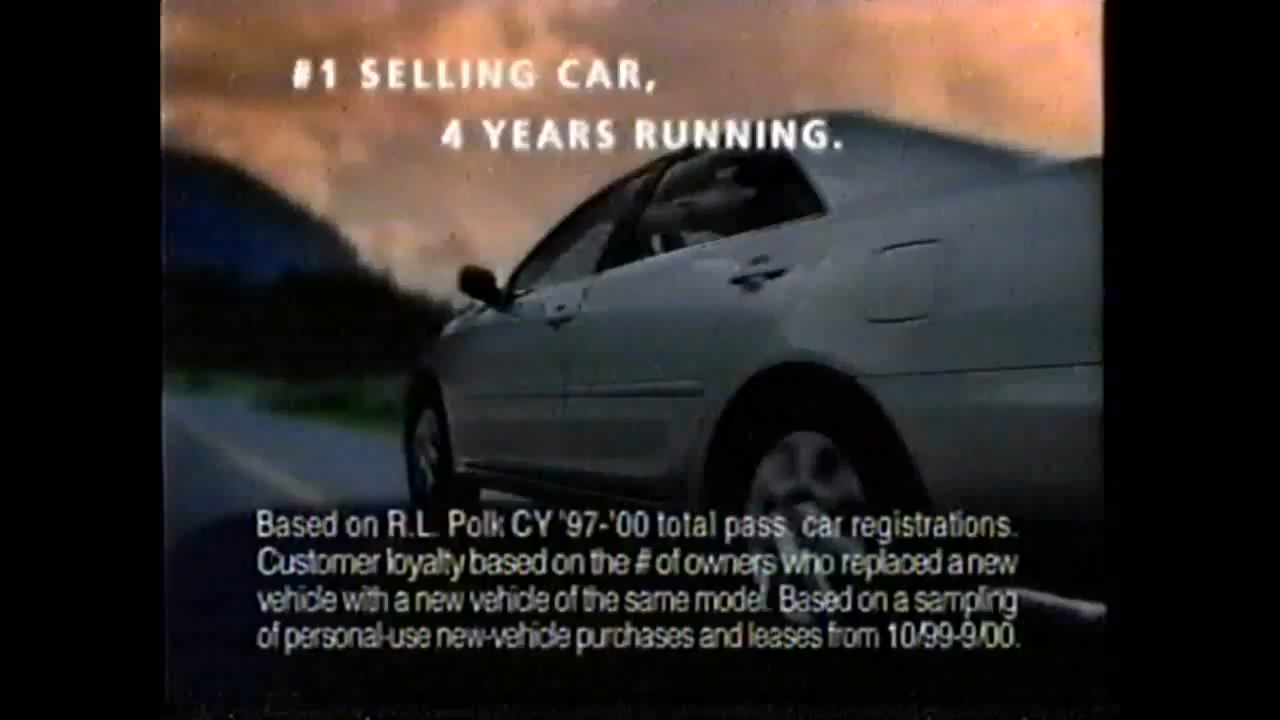 #1 SELLING CAR,
4 YEARS RUNNING.
Based on R.L. Polk CY '97-'00 total pass. car registrations.
Customer loyalty based on the # of owners who replaced a new
vehicle with a new vehicle of the same model. Based on a sampling
of personal-use new-vehicle purchases and leases from 10/99-9/00.